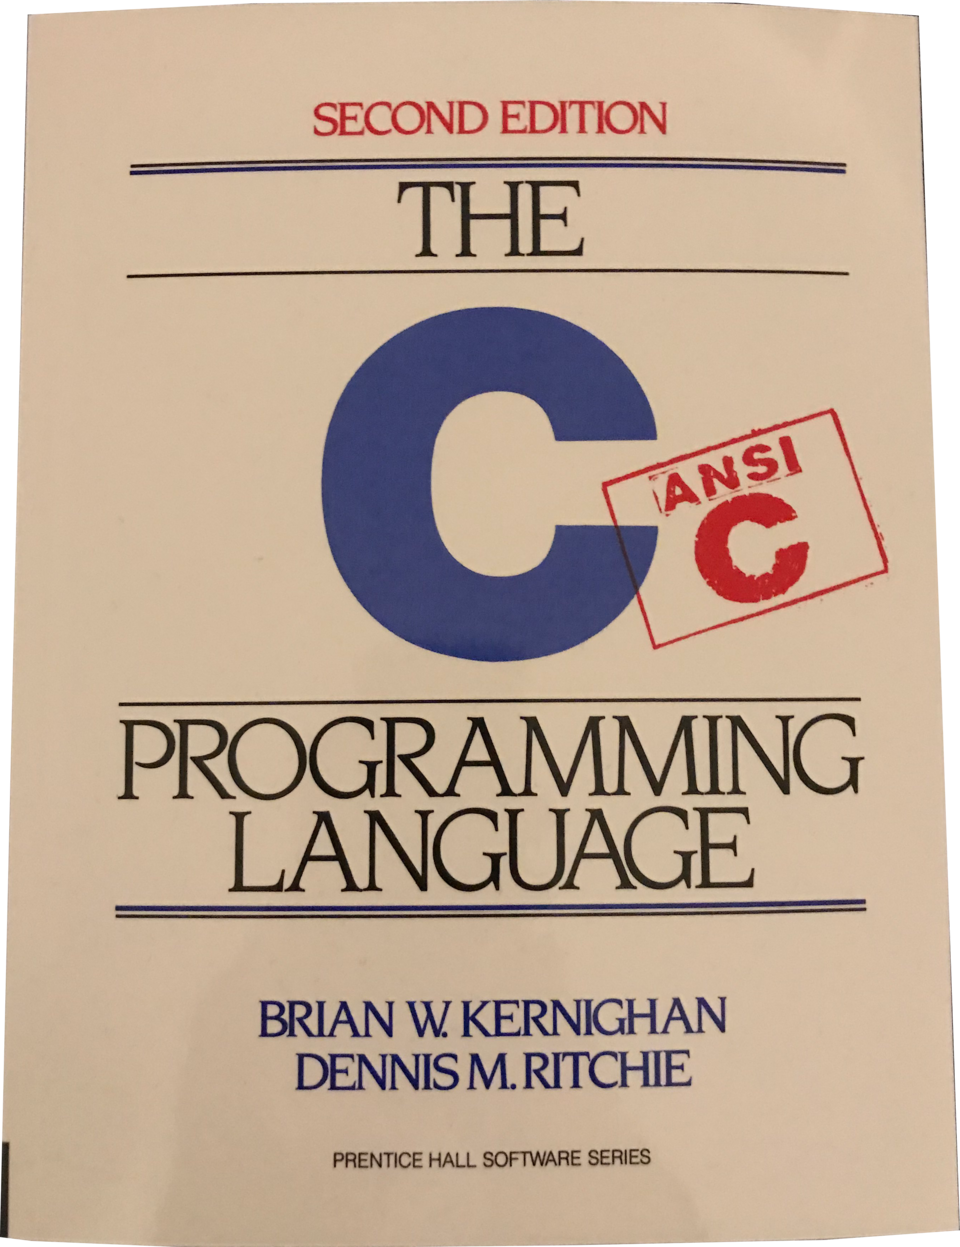 SECOND EDITION
THE
C
ANSI
C
PROGRAMMING
LANGUAGE
BRIAN W. KERNIGHAN
DENNIS M. RITCHIE
PRENTICE HALL SOFTWARE SERIES